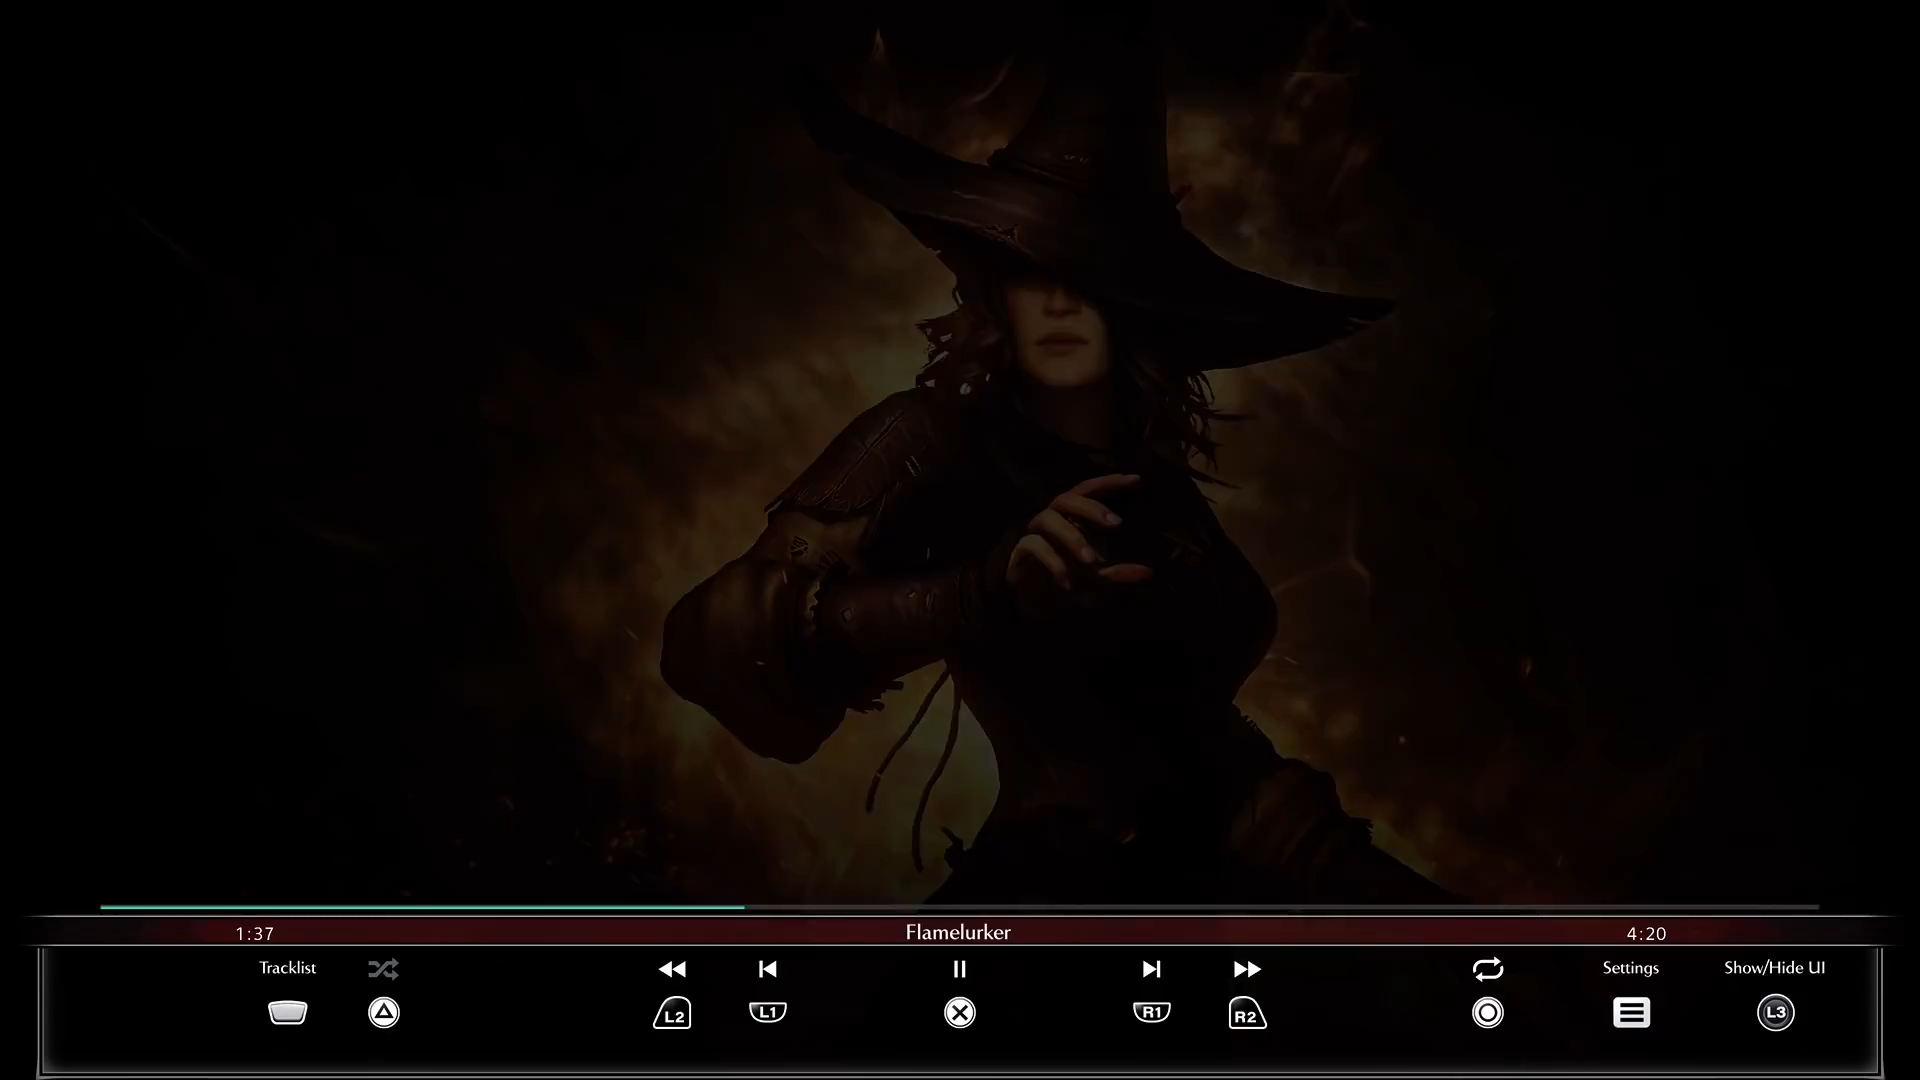 1:37
Flamelurker
4:20
Tracklist
Settings
Show/Hide UI
L2
L1
R1
R2
L3